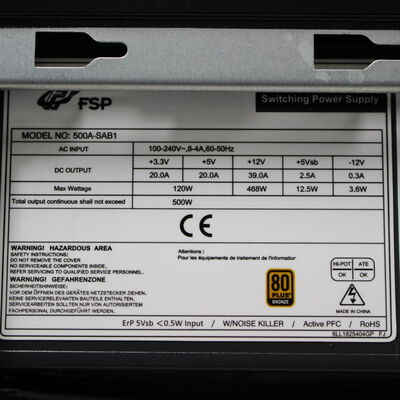 FSP
Switching Power Supply
MODEL NO: 500A-SAB1
AC INPUT 100-240V~,8-4A,60-50Hz
DC OUTPUT +3.3V +5V +12V +5Vsb -12V
20.0A 20.0A 39.0A 2.5A 0.3A
Max Wattage 120W 468W 12.5W 3.6W
Total output continuous shall not exceed 500W
CE
WARNING! HAZARDOUS AREA
SAFETY INSTRUCTIONS:
DO NOT REMOVE THE COVER
NO SERVICEABLE COMPONENTS INSIDE,
REFER SERVICING TO QUALIFIED PERSONNEL.
WARNUNG! GEFAHRENZONE
SICHERHEITSHINWEISE:
VOR DEM ÖFFNEN DES GERÄTES NETZSTECKER ZIEHEN,
KEINE SERVICERELEVANTEN BAUTEILE ENTHALTEN
SERVICEARBEITEN SOLLEN NUR VON AUTORISIERTEM
FACHPERSONAL DURCHGEFÜHRT WERDEN.
Attentions :
Pour les équipements de traitement de l'information
80
PLUS
BRONZE
HI-POT ATE
OK OK
MADE IN CHINA
ErP 5Vsb <0.5W Input / W/NOISE KILLER / Active PFC / RoHS
6LL1825404GP FJ